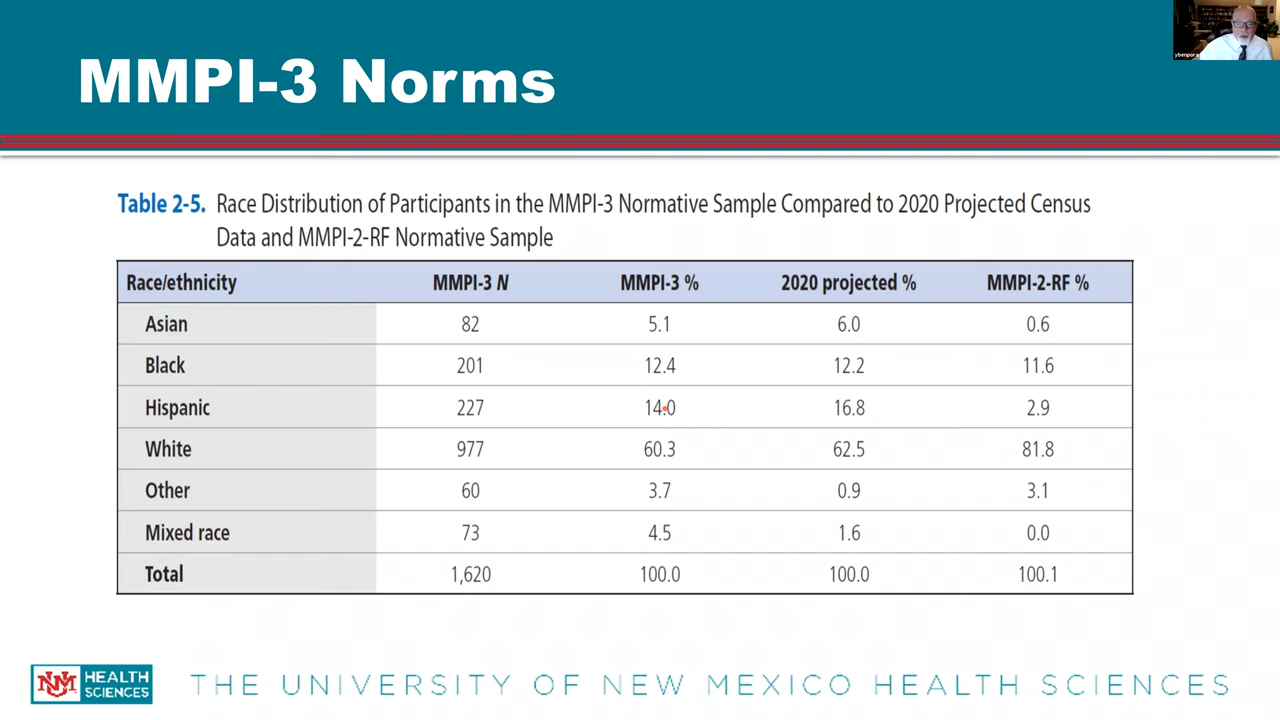 MMPI-3 Norms
ybenpora
Table 2-5. Race Distribution of Participants in the MMPI-3 Normative Sample Compared to 2020 Projected Census
Data and MMPI-2-RF Normative Sample
Race/ethnicity MMPI-3 N MMPI-3 % 2020 projected % MMPI-2-RF %
Asian 82 5.1 6.0 0.6
Black 201 12.4 12.2 11.6
Hispanic 227 14.0 16.8 2.9
White 977 60.3 62.5 81.8
Other 60 3.7 0.9 3.1
Mixed race 73 4.5 1.6 0.0
Total 1,620 100.0 100.0 100.1
UNM HEALTH SCIENCES
THE UNIVERSITY OF NEW MEXICO HEALTH SCIENCES